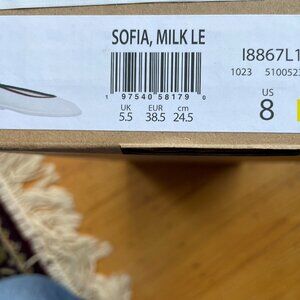 SOFIA, MILK LE
I8867L1
1023 5100523
1 97540 58179 0
UK EUR cm
5.5 38.5 24.5
US
8